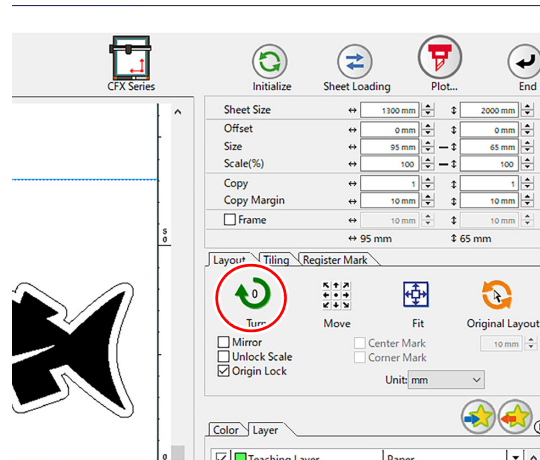 CFX Series
Initialize
Sheet Loading
Plot...
End
Sheet Size 1300 mm 2000 mm
Offset 0 mm 0 mm
Size 95 mm 65 mm
Scale(%) 100 100
Copy 1 1
Copy Margin 10 mm 10 mm
Frame 10 mm 10 mm
95 mm 65 mm
Layout Tiling Register Mark
0
Turn Move Fit Original Layout
Mirror Center Mark 10 mm
Unlock Scale Corner Mark
Origin Lock
Unit: mm
Color Layer
Teaching Layer Paper
5
0
0